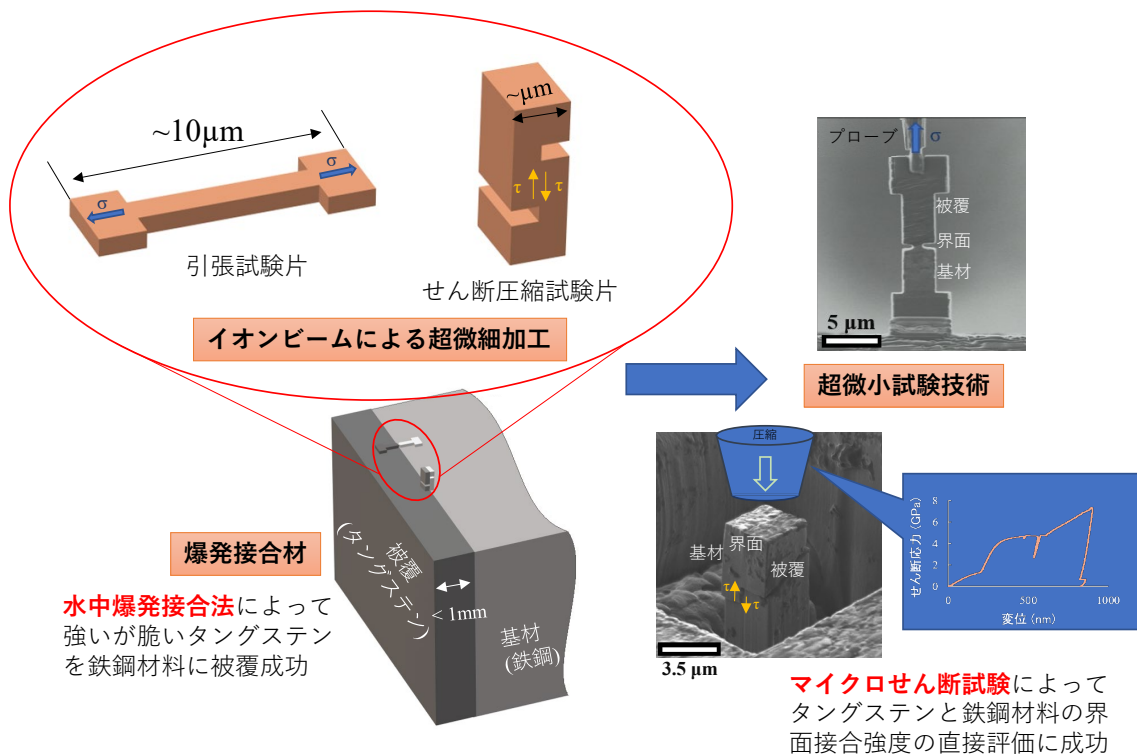 ~10μm
σ
σ
引張試験片
~μm
τ
τ
せん断圧縮試験片
イオンビームによる超微細加工
プローブ
σ
被覆
界面
基材
5 μm
超微小試験技術
爆発接合材
水中爆発接合法によって
強いが脆いタングステン
を鉄鋼材料に被覆成功
被覆
(タングステン)
< 1mm
基材
(鉄鋼)
圧縮
基材
界面
被覆
τ
τ
3.5 μm
せん断応力 (GPa)
8
6
4
2
0
0
500
1000
変位 (nm)
マイクロせん断試験によって
タングステンと鉄鋼材料の界
面接合強度の直接評価に成功